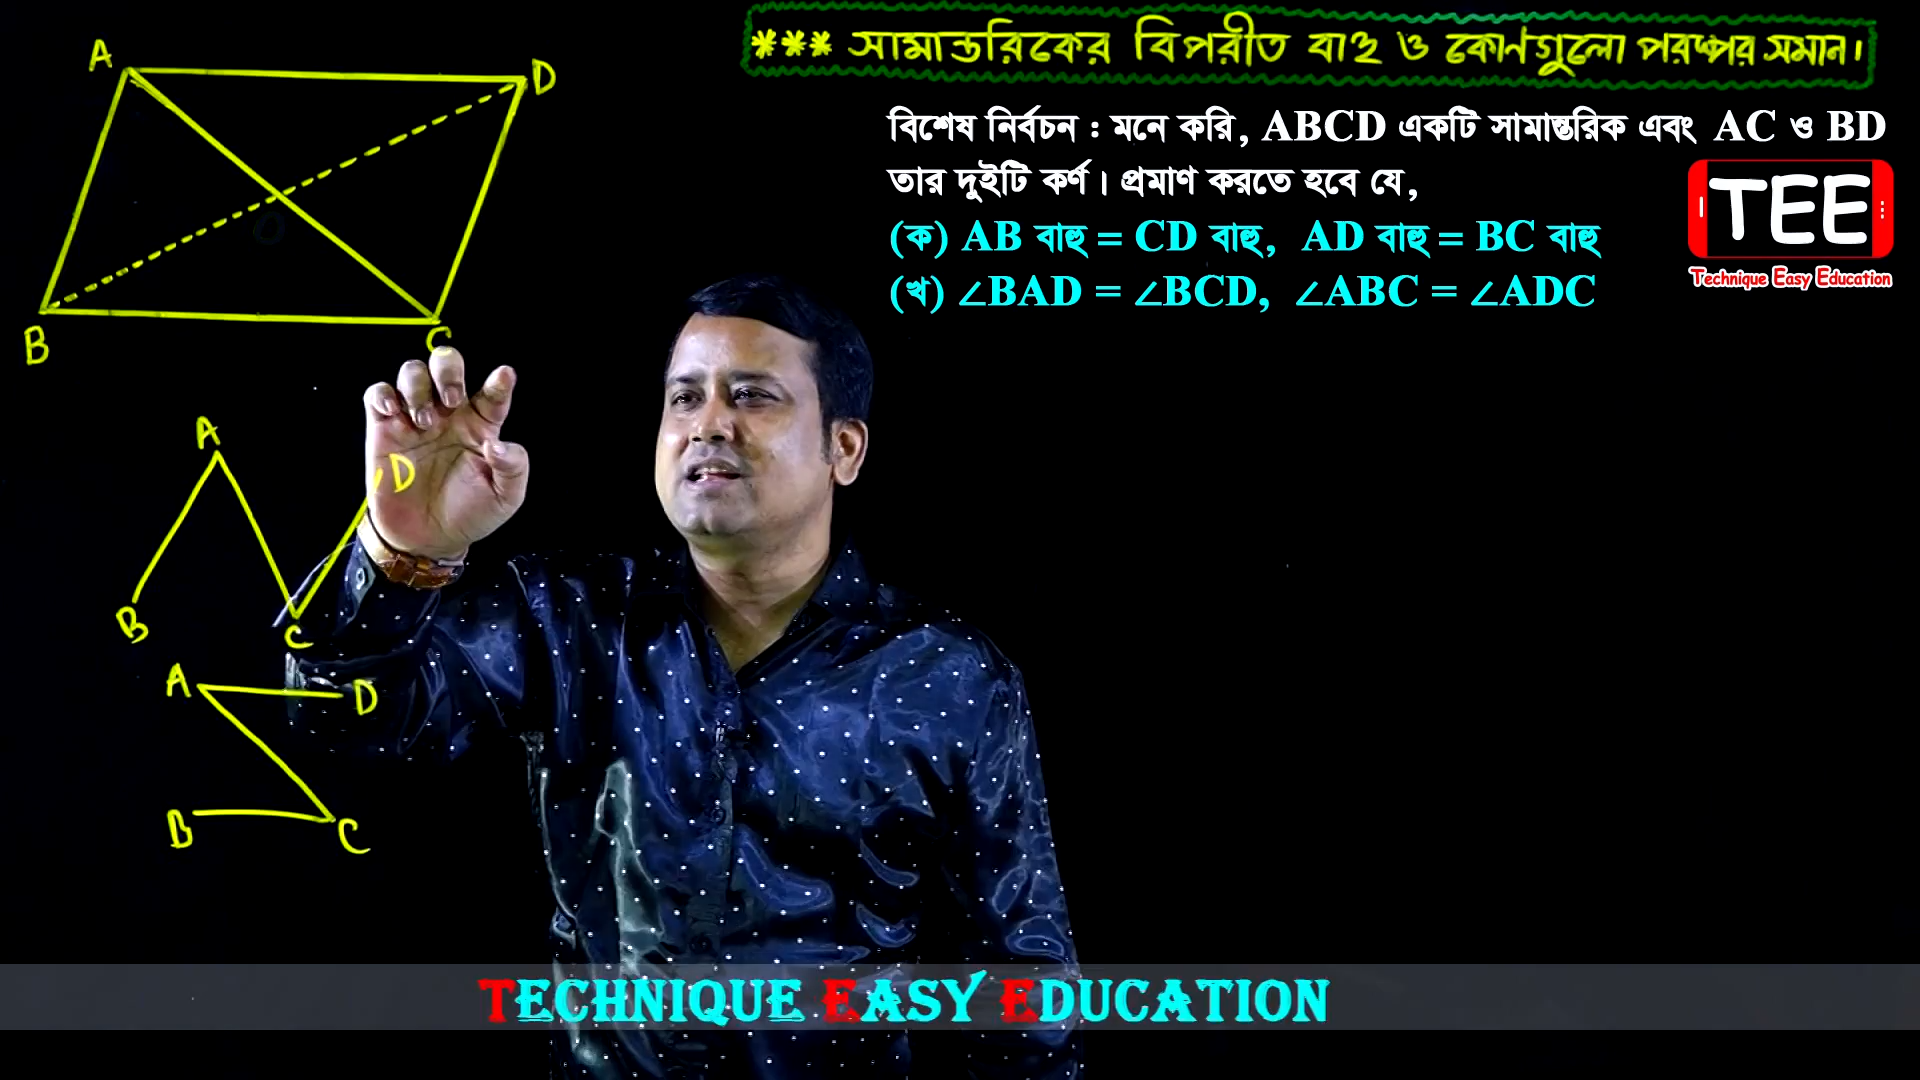 *** সামান্তরিকের বিপরীত বাহু ও কোণগুলো পরস্পর সমান।
বিশেষ নির্বচন : মনে করি, ABCD একটি সামান্তরিক এবং AC ও BD
তার দুইটি কর্ণ। প্রমাণ করতে হবে যে,
(ক) AB বাহু = CD বাহু, AD বাহু = BC বাহু
(খ) ∠BAD = ∠BCD, ∠ABC = ∠ADC
TEE
Technique Easy Education
A
D
O
B
C
A
D
B
C
A
D
B
C
TECHNIQUE EASY EDUCATION